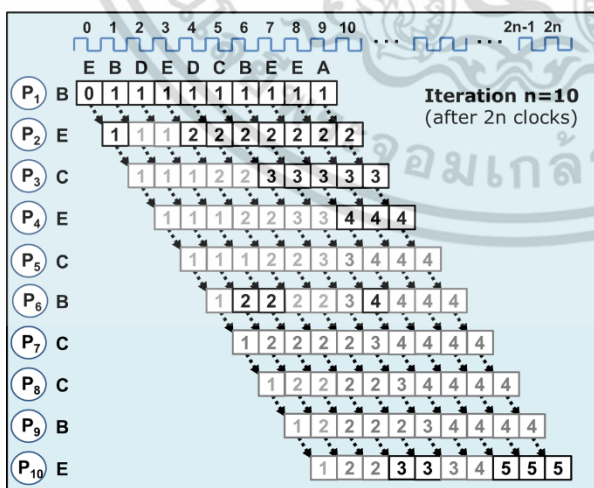 0 1 2 3 4 5 6 7 8 9 10 ... ... 2n-1 2n
E B D E D C B E E A
P1 B 0 1 1 1 1 1 1 1 1 1
Iteration n=10
(after 2n clocks)
P2 E 1 1 1 2 2 2 2 2 2 2
P3 C 1 1 1 2 2 3 3 3 3 3
P4 E 1 1 1 2 2 3 3 4 4 4
P5 C 1 1 1 2 2 3 3 4 4 4
P6 B 1 2 2 2 2 3 4 4 4 4
P7 C 1 2 2 2 2 3 4 4 4 4
P8 C 1 2 2 2 2 3 4 4 4 4
P9 B 1 2 2 2 2 3 4 4 4 4
P10 E 1 2 2 3 3 3 4 5 5 5